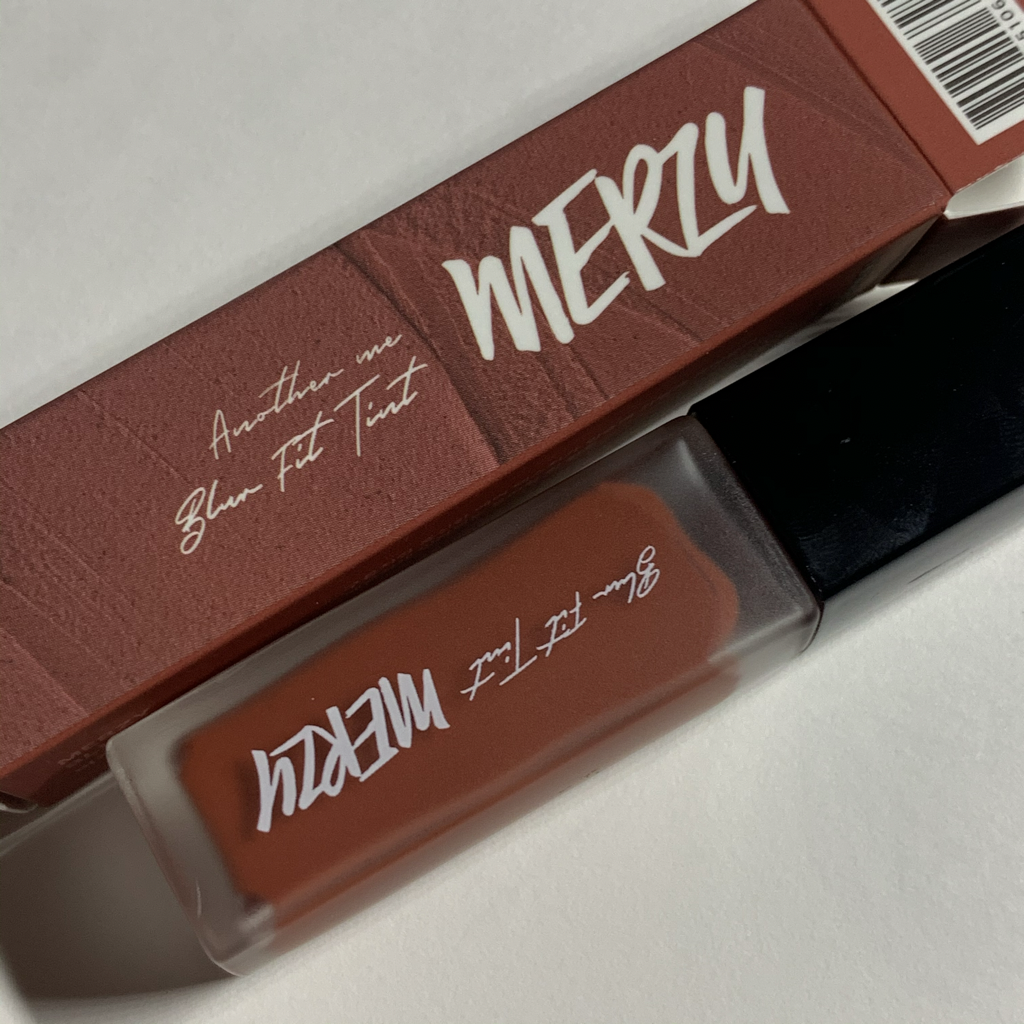 MERZY
Another me
Blur Fit Tint
Blur Fit Tint
MERZY